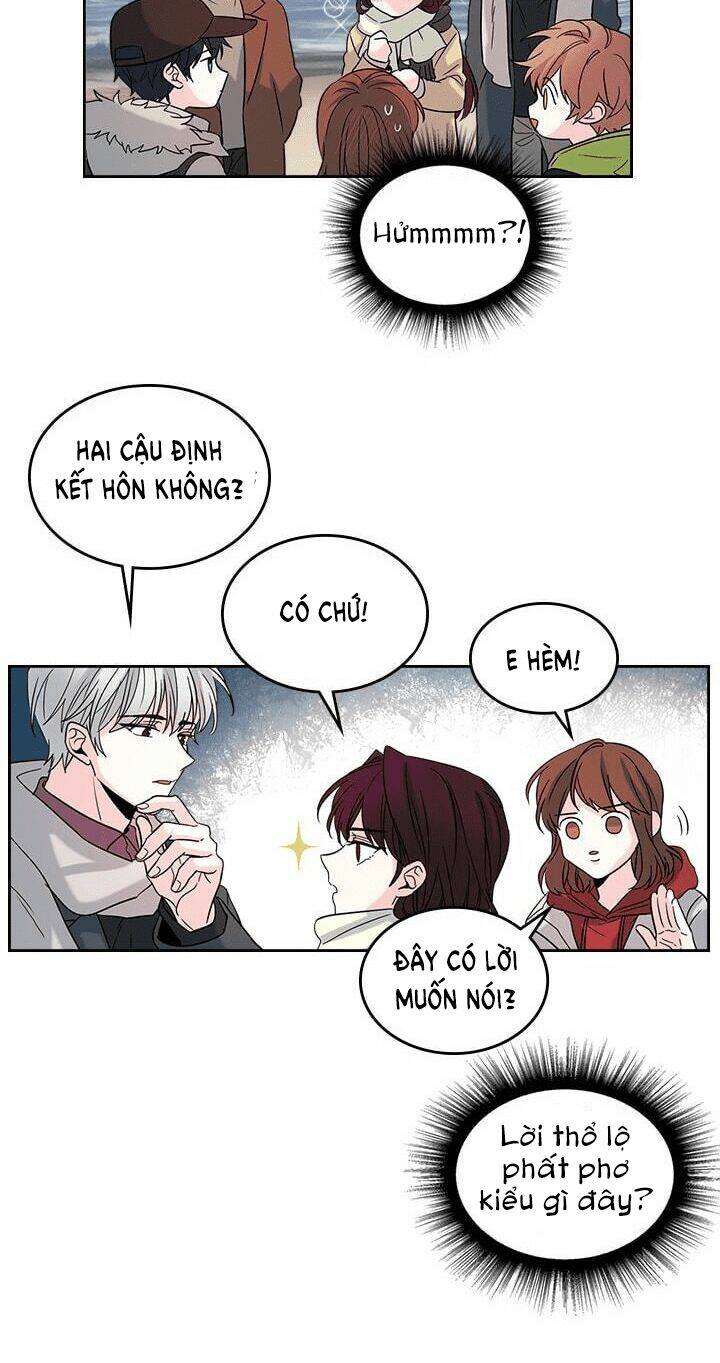 Hửmmmm?!
HAI CẬU ĐỊNH
KẾT HÔN KHÔNG?
CÓ CHỨ!
E HÈM!
ĐÂY CÓ LỜI
MUỐN NÓI?
Lời thổ lộ
phất phơ
kiểu gì đây?